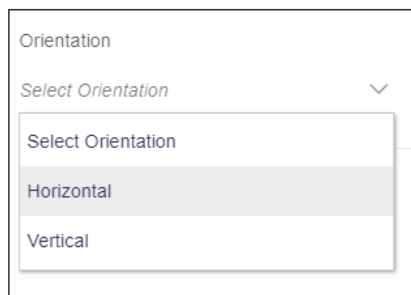 Orientation
Select Orientation
Select Orientation
Horizontal
Vertical